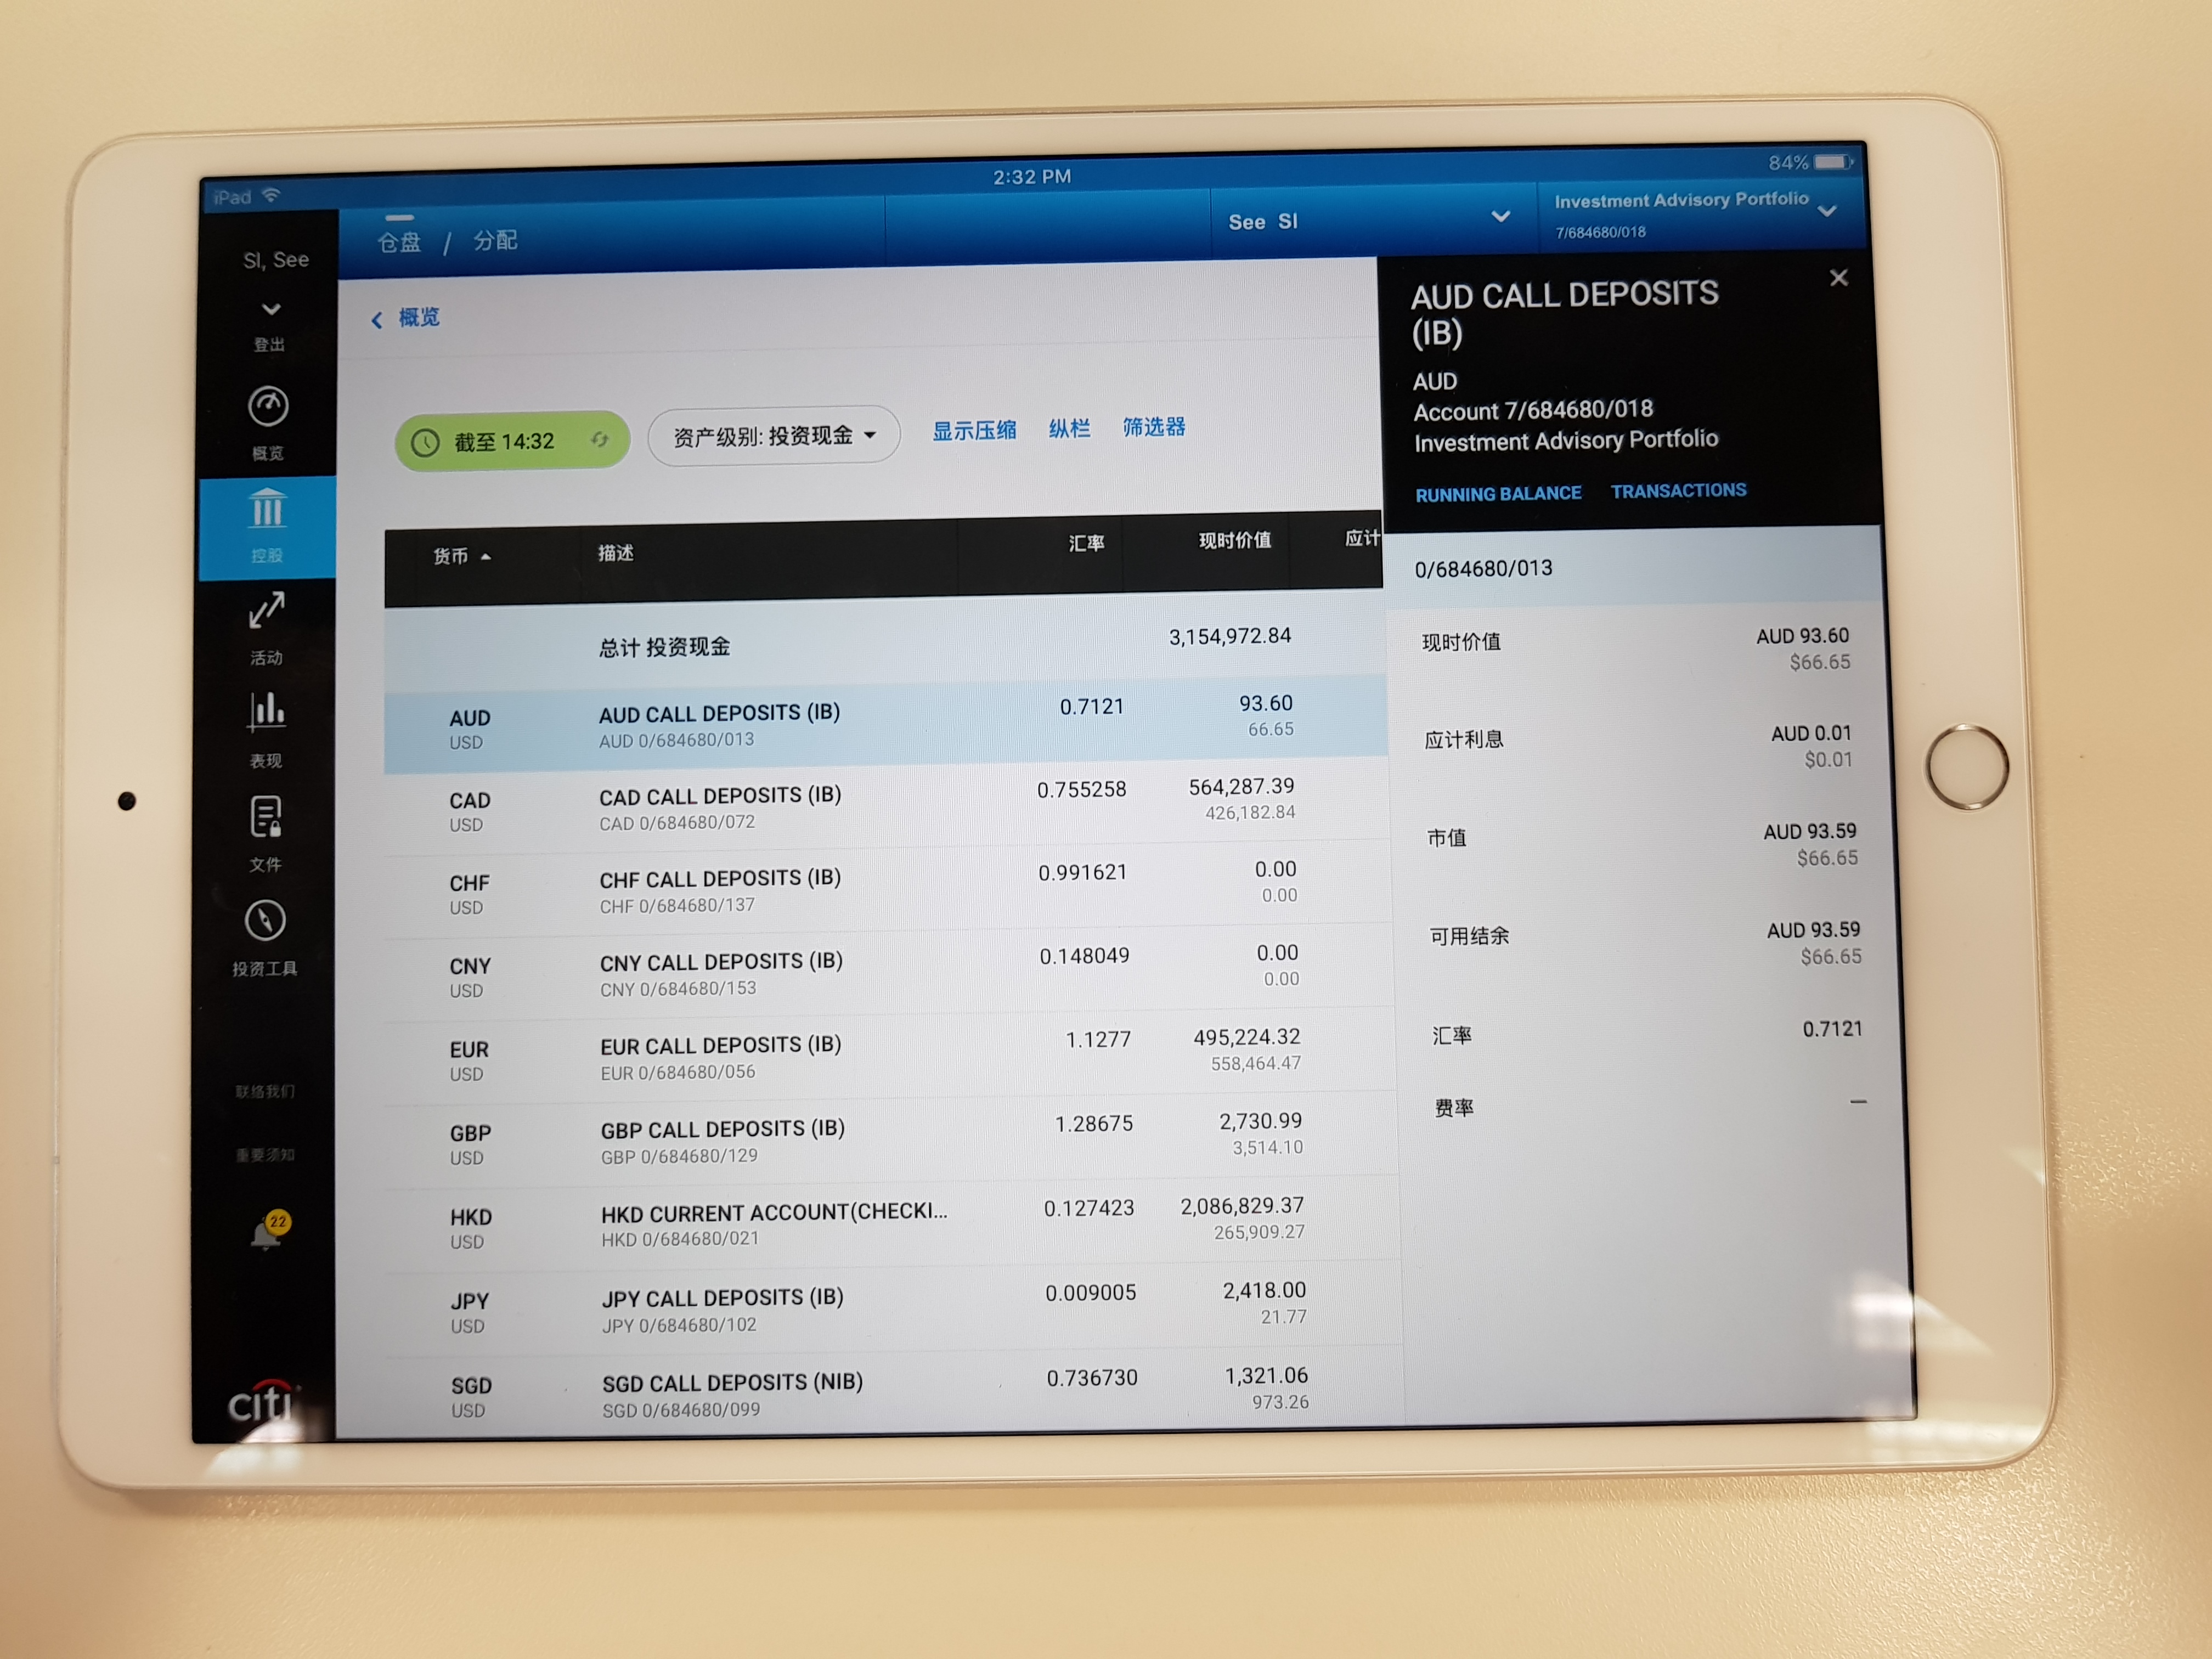 iPad
2:32 PM
84%
SI, See
登出
概览
控股
活动
表现
文件
投资工具
联络我们
重要须知
22
citi
仓盘 / 分配
See SI
Investment Advisory Portfolio
7/684680/018
概览
截至 14:32
资产级别: 投资现金
显示压缩
纵栏
筛选器
货币 描述 汇率 现时价值 应计
总计 投资现金 3,154,972.84
AUD AUD CALL DEPOSITS (IB) 0.7121 93.60
USD AUD 0/684680/013 66.65
CAD CAD CALL DEPOSITS (IB) 0.755258 564,287.39
USD CAD 0/684680/072 426,182.84
CHF CHF CALL DEPOSITS (IB) 0.991621 0.00
USD CHF 0/684680/137 0.00
CNY CNY CALL DEPOSITS (IB) 0.148049 0.00
USD CNY 0/684680/153 0.00
EUR EUR CALL DEPOSITS (IB) 1.1277 495,224.32
USD EUR 0/684680/056 558,464.47
GBP GBP CALL DEPOSITS (IB) 1.28675 2,730.99
USD GBP 0/684680/129 3,514.10
HKD HKD CURRENT ACCOUNT(CHECKI... 0.127423 2,086,829.37
USD HKD 0/684680/021 265,909.27
JPY JPY CALL DEPOSITS (IB) 0.009005 2,418.00
USD JPY 0/684680/102 21.77
SGD SGD CALL DEPOSITS (NIB) 0.736730 1,321.06
USD SGD 0/684680/099 973.26
AUD CALL DEPOSITS
(IB)
AUD
Account 7/684680/018
Investment Advisory Portfolio
RUNNING BALANCE TRANSACTIONS
0/684680/013
现时价值 AUD 93.60
$66.65
应计利息 AUD 0.01
$0.01
市值 AUD 93.59
$66.65
可用结余 AUD 93.59
$66.65
汇率 0.7121
费率 —